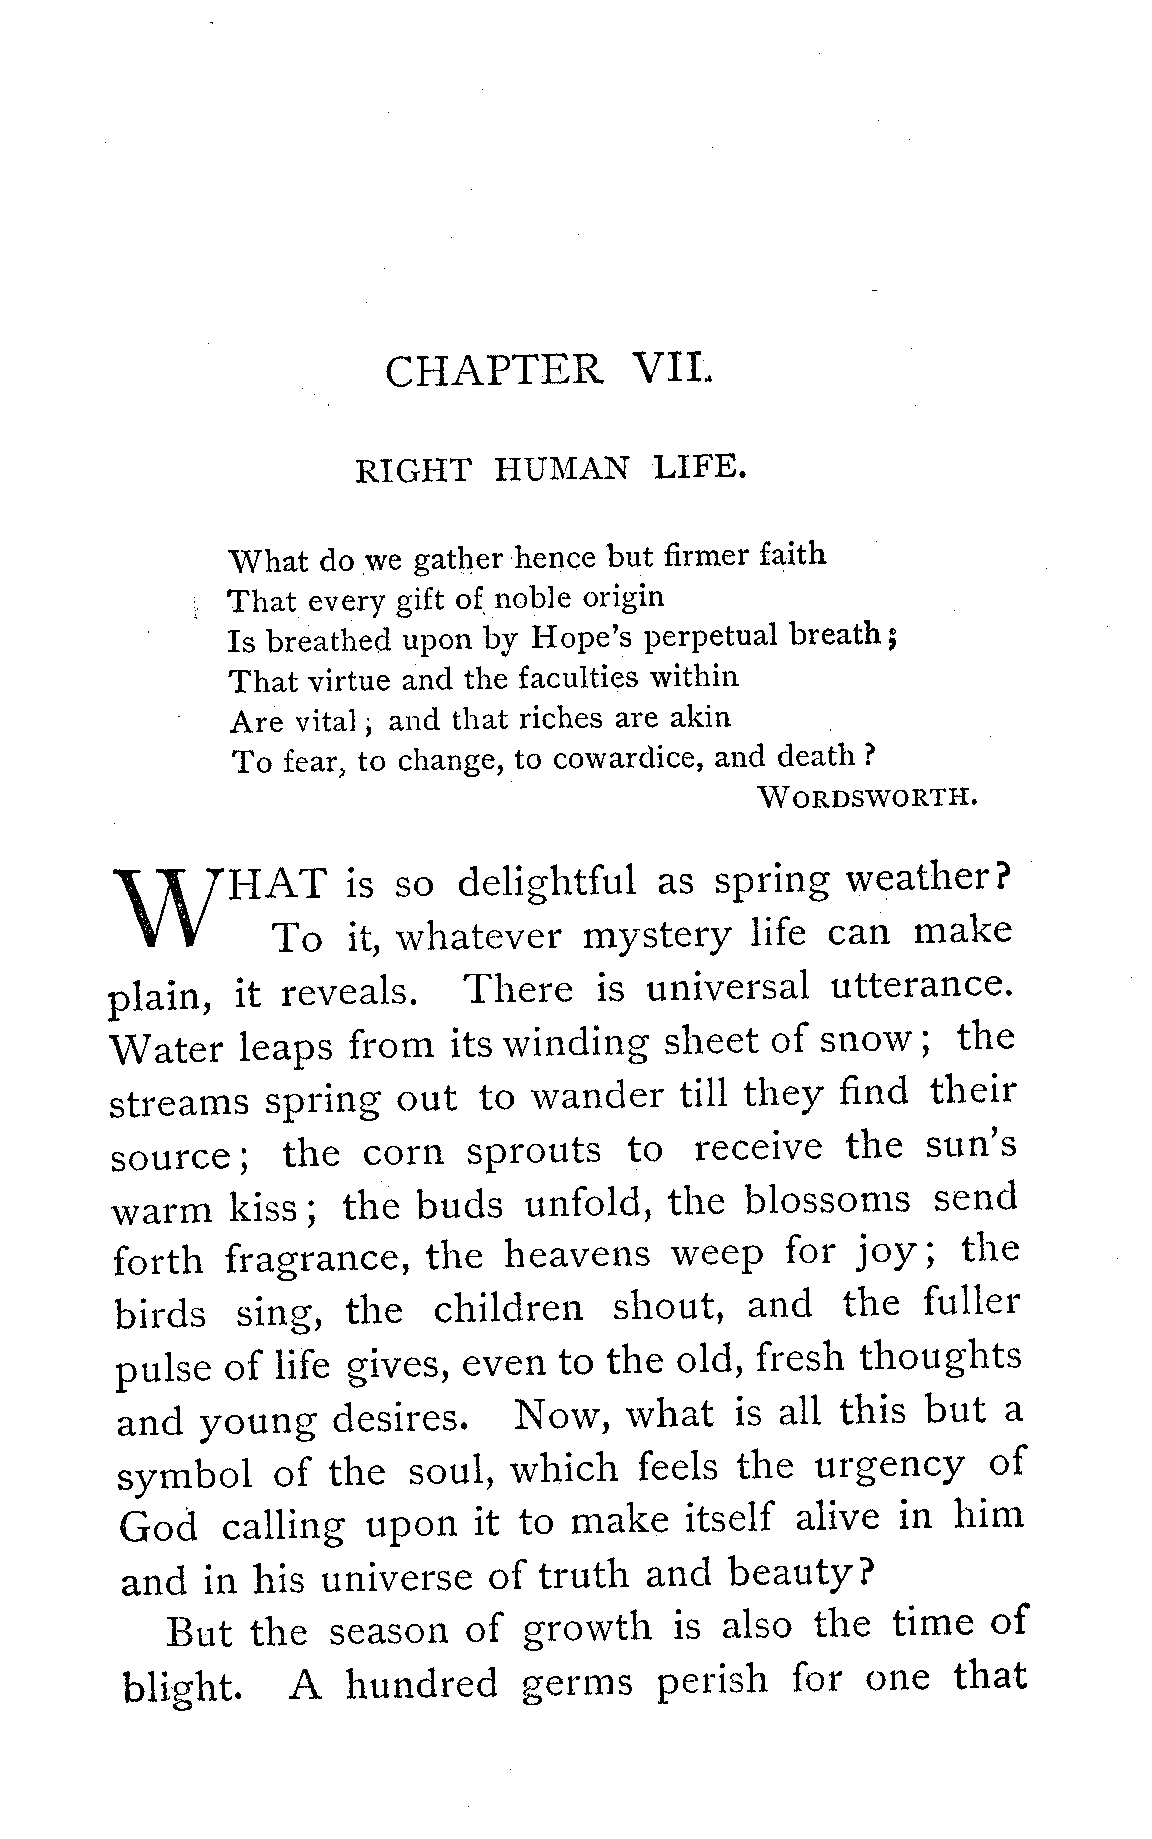 CHAPTER VII.
RIGHT HUMAN LIFE.
What do we gather hence but firmer faith
That every gift of noble origin
Is breathed upon by Hope's perpetual breath;
That virtue and the faculties within
Are vital; and that riches are akin
To fear, to change, to cowardice, and death?
WORDSWORTH.
WHAT is so delightful as spring weather?
To it, whatever mystery life can make
plain, it reveals. There is universal utterance.
Water leaps from its winding sheet of snow; the
streams spring out to wander till they find their
source; the corn sprouts to receive the sun's
warm kiss; the buds unfold, the blossoms send
forth fragrance, the heavens weep for joy; the
birds sing, the children shout, and the fuller
pulse of life gives, even to the old, fresh thoughts
and young desires. Now, what is all this but a
symbol of the soul, which feels the urgency of
God calling upon it to make itself alive in him
and in his universe of truth and beauty?
But the season of growth is also the time of
blight. A hundred germs perish for one that